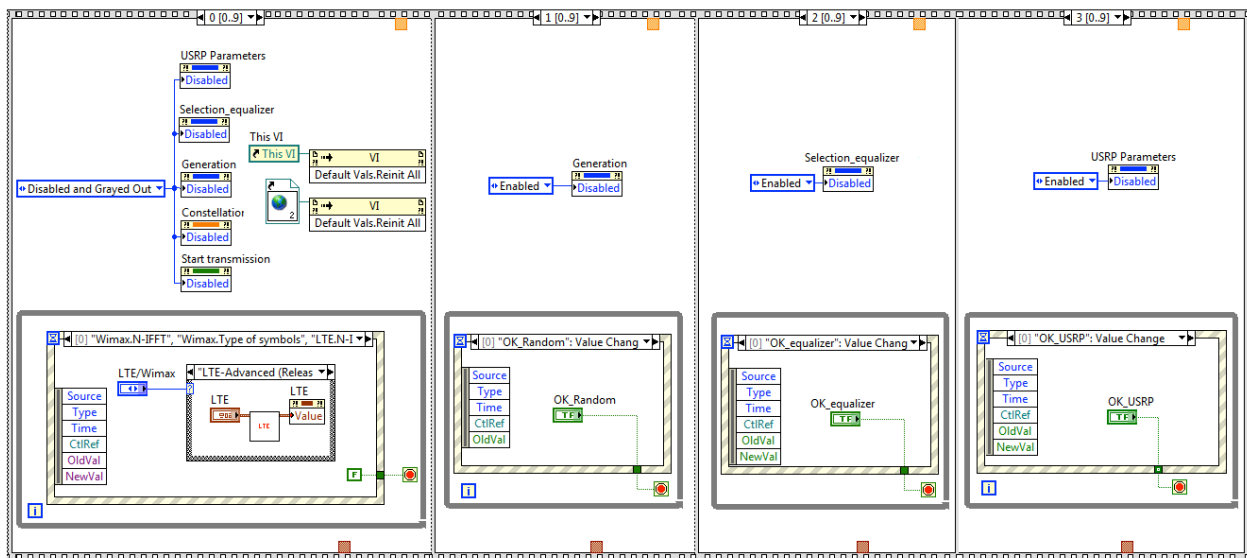 0 [0..9]
USRP Parameters
Disabled
Selection_equalizer
Disabled
This VI
This VI
VI
Default Vals.Reinit All
Generation
Disabled
Disabled and Grayed Out
2
VI
Default Vals.Reinit All
Constellation
Disabled
Start transmission
Disabled
[0] "Wimax.N-IFFT", "Wimax.Type of symbols", "LTE.N-I
LTE/Wimax
"LTE-Advanced (Releas
?
LTE
LTE
LTE
Value
Source
Type
Time
CtlRef
OldVal
NewVal
F
i
1 [0..9]
Generation
Enabled
Disabled
[0] "OK_Random": Value Chang
Source
Type
Time
CtlRef
OldVal
OK_Random
TF
i
2 [0..9]
Selection_equalizer
Enabled
Disabled
[0] "OK_equalizer": Value Chang
Source
Type
Time
CtlRef
OldVal
NewVal
OK_equalizer
TF
i
3 [0..9]
USRP Parameters
Enabled
Disabled
[0] "OK_USRP": Value Change
Source
Type
Time
CtlRef
OldVal
NewVal
OK_USRP
TF
i